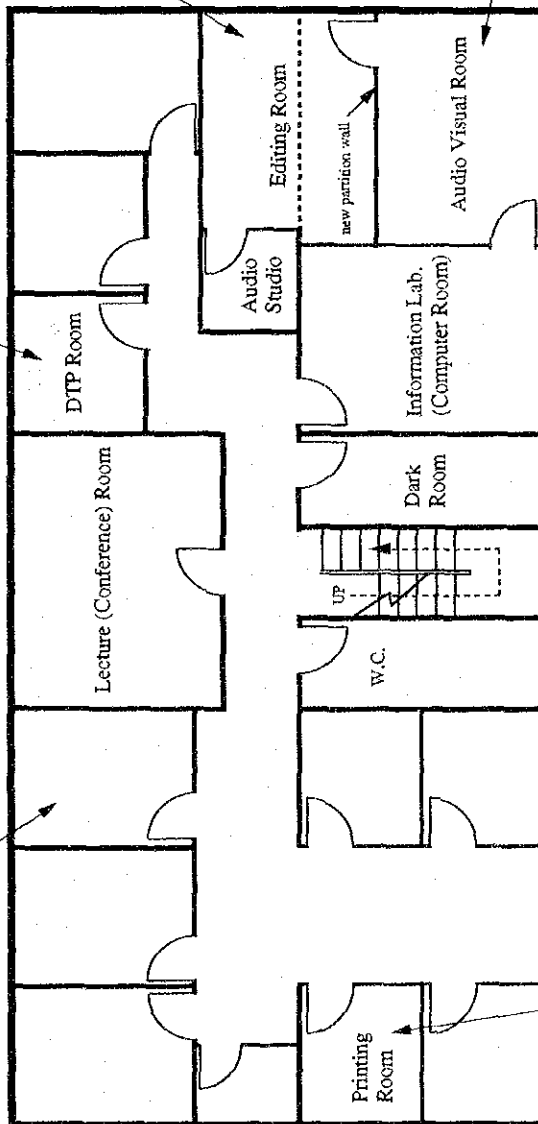 Editing Room
new partition wall
Audio Visual Room
Audio
Studio
DTP Room
Information Lab.
(Computer Room)
Lecture (Conference) Room
Dark
Room
UP
W.C.
Printing
Room